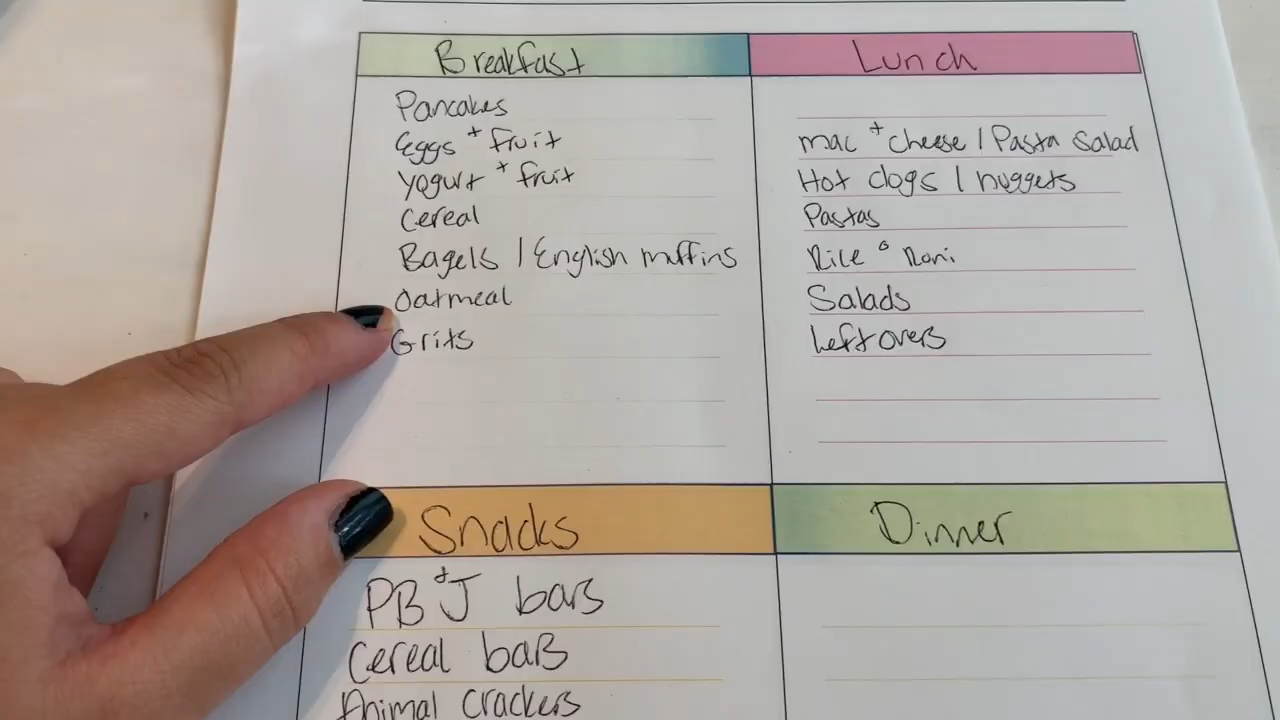 Breakfast
Pancakes
Eggs + fruit
Yogurt + fruit
Cereal
Bagels / English muffins
Oatmeal
Grits
Lunch
Mac + cheese / Pasta Salad
Hot dogs / nuggets
Pastas
Rice a Roni
Salads
Leftovers
Snacks
PB + J bars
Cereal bars
Animal crackers
Dinner